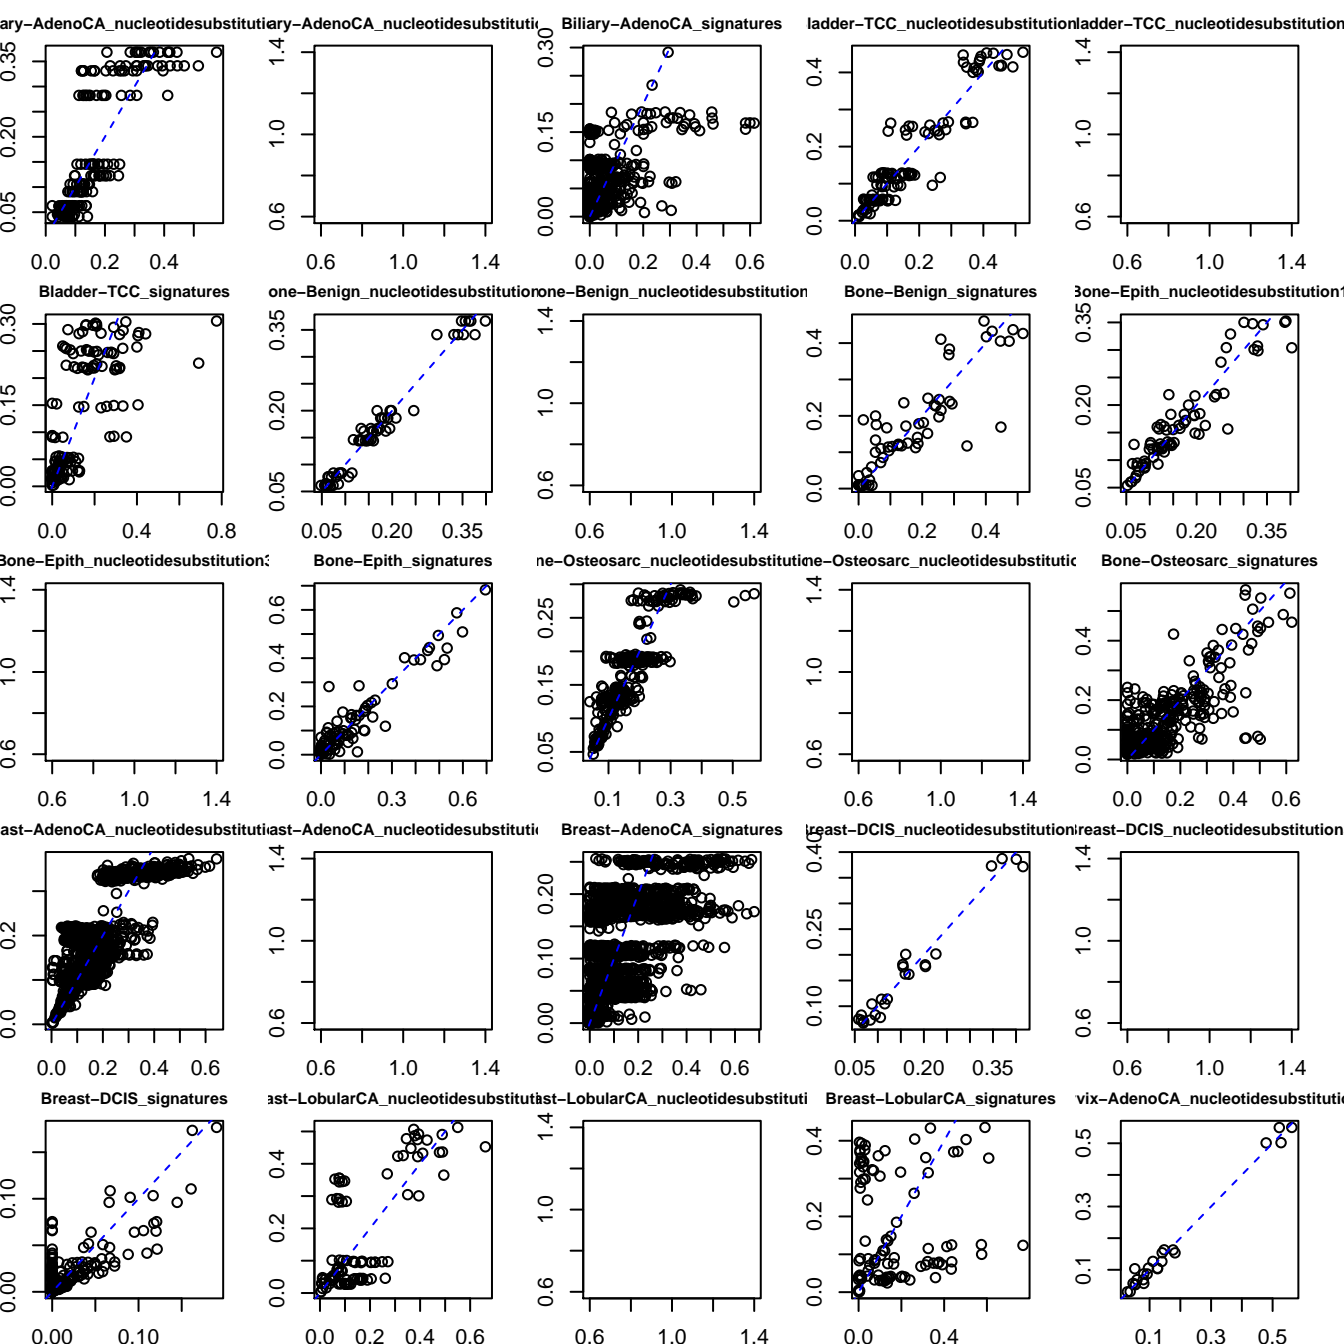 ary−AdenoCA_nucleotidesubstitutio
ary−AdenoCA_nucleotidesubstitutio
Biliary−AdenoCA_signatures
ladder−TCC_nucleotidesubstitution
ladder−TCC_nucleotidesubstitution
0.05 0.20 0.35
0.0 0.2 0.4
0.6 1.0 1.4
0.6 1.0 1.4
0.00 0.15 0.30
0.0 0.2 0.4 0.6
0.0 0.2 0.4
0.0 0.2 0.4
0.6 1.0 1.4
0.6 1.0 1.4
Bladder−TCC_signatures
one−Benign_nucleotidesubstitution
one−Benign_nucleotidesubstitution
Bone−Benign_signatures
Bone−Epith_nucleotidesubstitution1
0.00 0.15 0.30
0.0 0.4 0.8
0.05 0.20 0.35
0.05 0.20 0.35
0.6 1.0 1.4
0.6 1.0 1.4
0.0 0.2 0.4
0.0 0.2 0.4
0.05 0.20 0.35
0.05 0.20 0.35
Bone−Epith_nucleotidesubstitution3
Bone−Epith_signatures
ne−Osteosarc_nucleotidesubstitutic
ne−Osteosarc_nucleotidesubstitutic
Bone−Osteosarc_signatures
0.6 1.0 1.4
0.6 1.0 1.4
0.0 0.2 0.4 0.6
0.0 0.3 0.6
0.05 0.15 0.25
0.1 0.3 0.5
0.6 1.0 1.4
0.6 1.0 1.4
0.0 0.2 0.4
0.0 0.2 0.4 0.6
ast−AdenoCA_nucleotidesubstitutio
ast−AdenoCA_nucleotidesubstitutio
Breast−AdenoCA_signatures
reast−DCIS_nucleotidesubstitution
reast−DCIS_nucleotidesubstitution
0.0 0.2
0.0 0.2 0.4 0.6
0.6 1.0 1.4
0.6 1.0 1.4
0.00 0.10 0.20
0.0 0.2 0.4 0.6
0.10 0.25 0.40
0.05 0.20 0.35
0.6 1.0 1.4
0.6 1.0 1.4
Breast−DCIS_signatures
ast−LobularCA_nucleotidesubstituti
st−LobularCA_nucleotidesubstituti
Breast−LobularCA_signatures
vix−AdenoCA_nucleotidesubstitutio
0.00 0.10
0.00 0.10
0.0 0.2 0.4
0.0 0.2 0.4 0.6
0.6 1.0 1.4
0.6 1.0 1.4
0.0 0.2 0.4
0.0 0.4
0.1 0.3 0.5
0.1 0.3 0.5